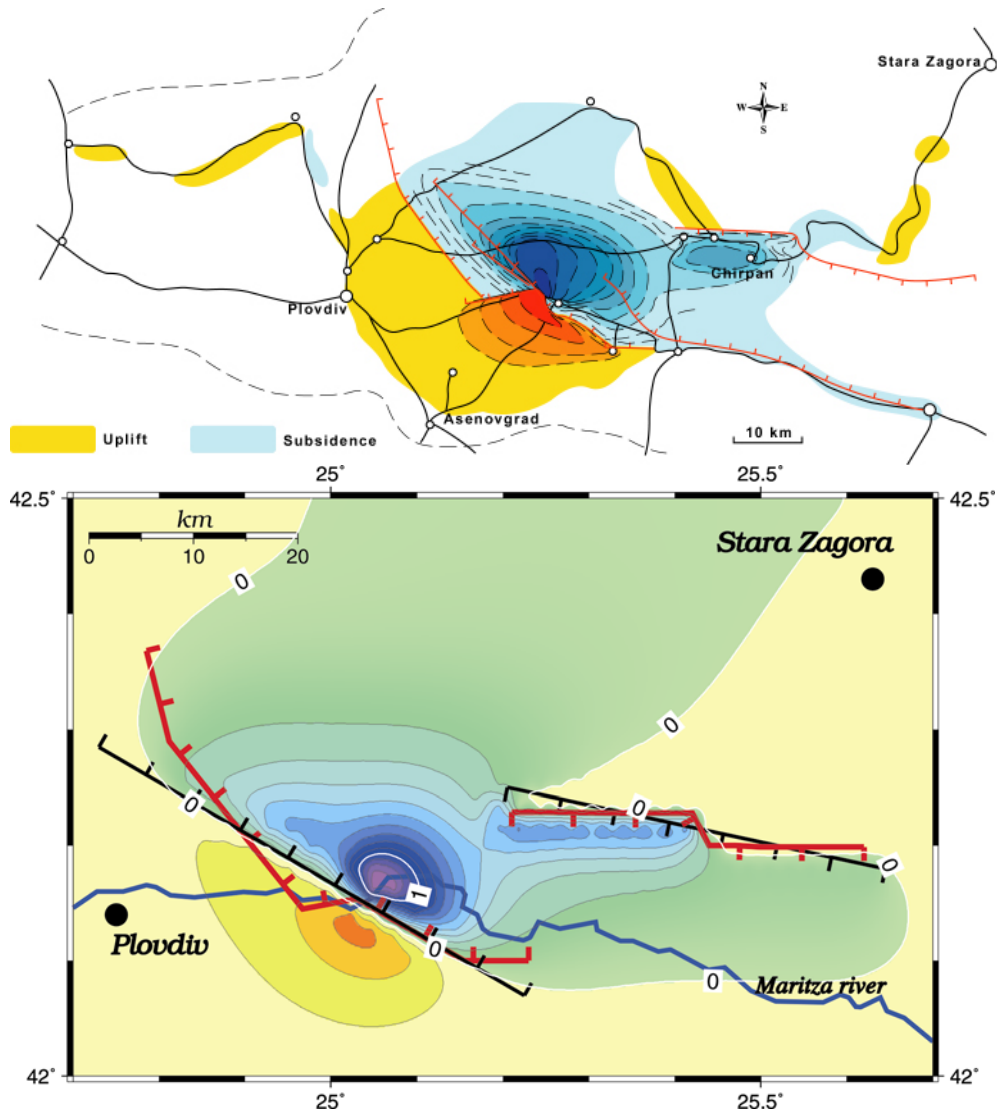 Stara Zagora
N
W E
S
Chirpan
Plovdiv
Asenovgrad
Uplift
Subsidence
10 km
25°
25.5°
42.5°
42.5°
km
0 10 20
Stara Zagora
0
0
0
0
0
1
0
Plovdiv
0
Maritza river
42°
42°
25°
25.5°